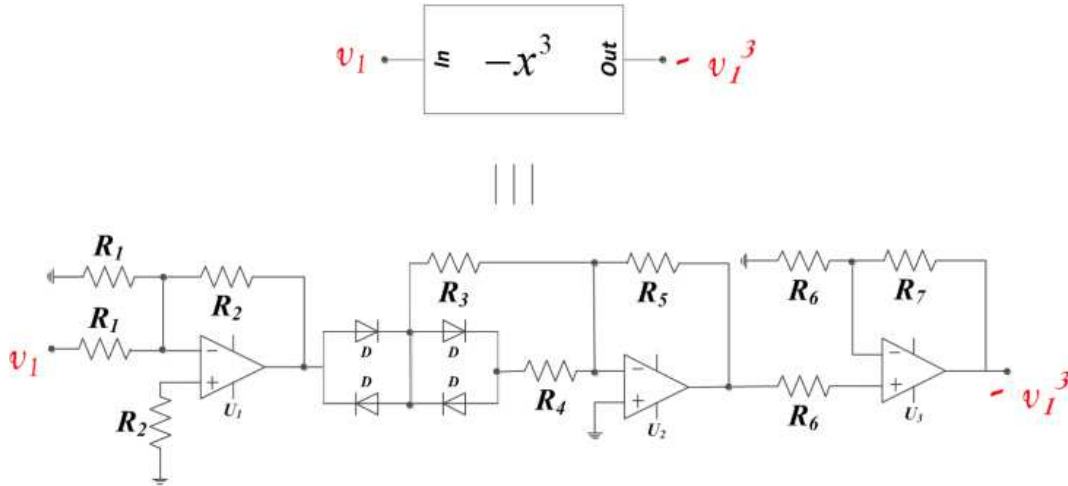 v₁ In −x³ Out - v₁³
R₁ R₂ R₃ R₅ R₆ R₇
v₁ R₁ − + U₁ R₂
D D D D
R₄ − + U₂
R₆ − + U₃ - v₁³